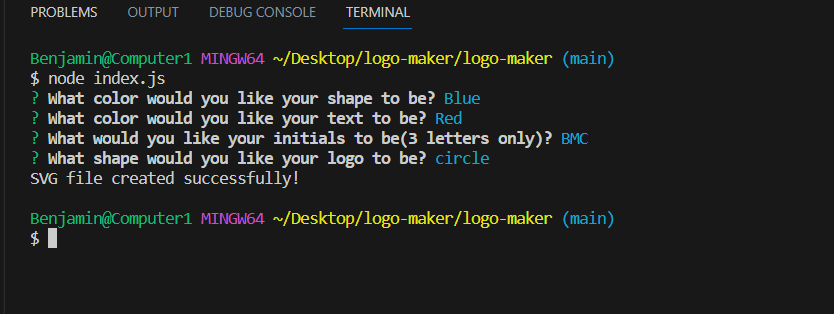 PROBLEMS OUTPUT DEBUG CONSOLE TERMINAL
Benjamin@Computer1 MINGW64 ~/Desktop/logo-maker/logo-maker (main)
$ node index.js
? What color would you like your shape to be? Blue
? What color would you like your text to be? Red
? What would you like your initials to be(3 letters only)? BMC
? What shape would you like your logo to be? circle
SVG file created successfully!
Benjamin@Computer1 MINGW64 ~/Desktop/logo-maker/logo-maker (main)
$